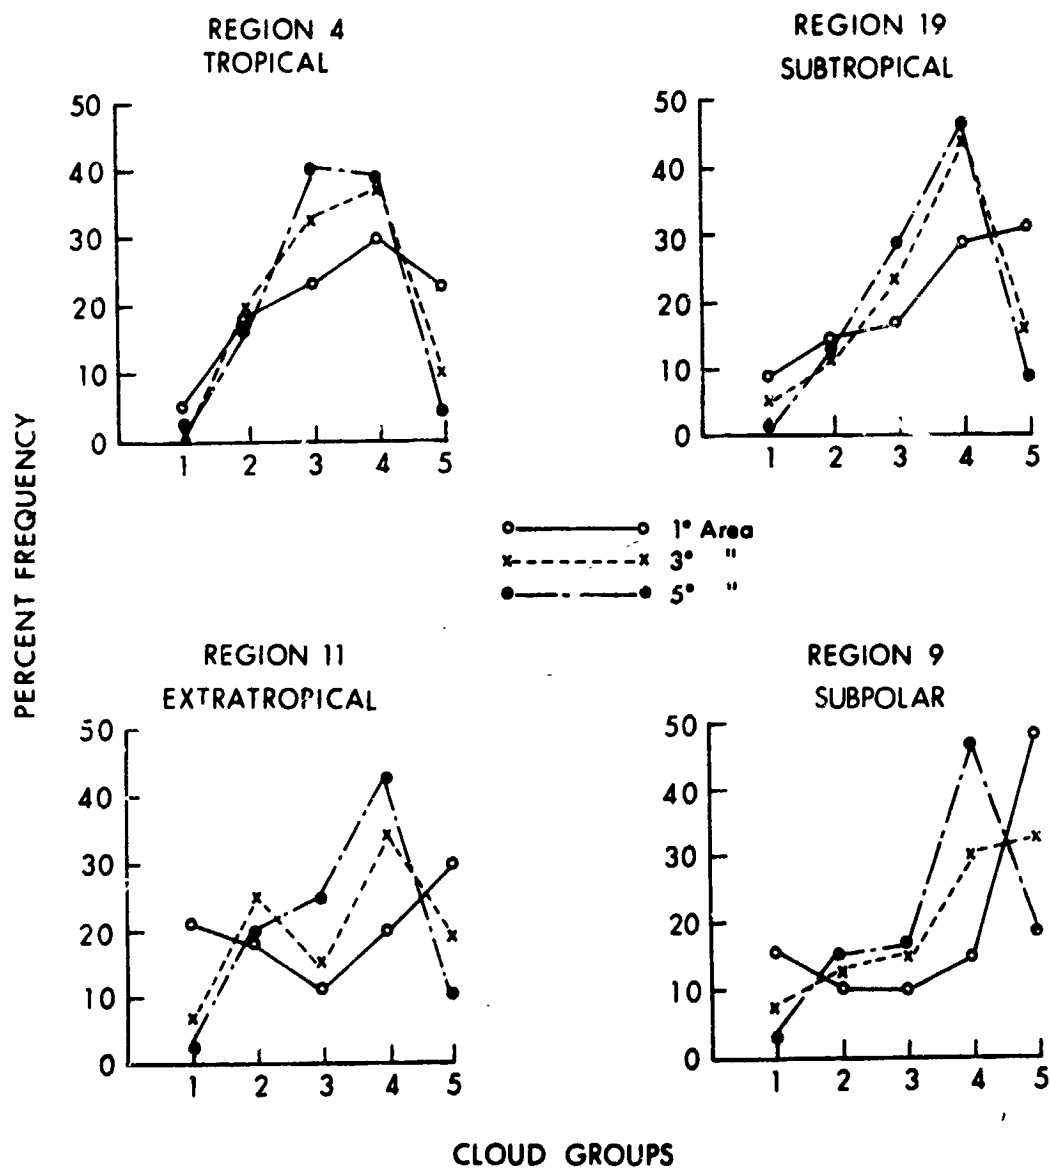 REGION 4
TROPICAL
50
40
30
20
10
0
1 2 3 4 5
REGION 19
SUBTROPICAL
50
40
30
20
10
0
1 2 3 4 5
PERCENT FREQUENCY
1° Area
3° "
5° "
REGION 11
EXTRATROPICAL
50
40
30
20
10
0
1 2 3 4 5
REGION 9
SUBPOLAR
50
40
30
20
10
0
1 2 3 4 5
CLOUD GROUPS